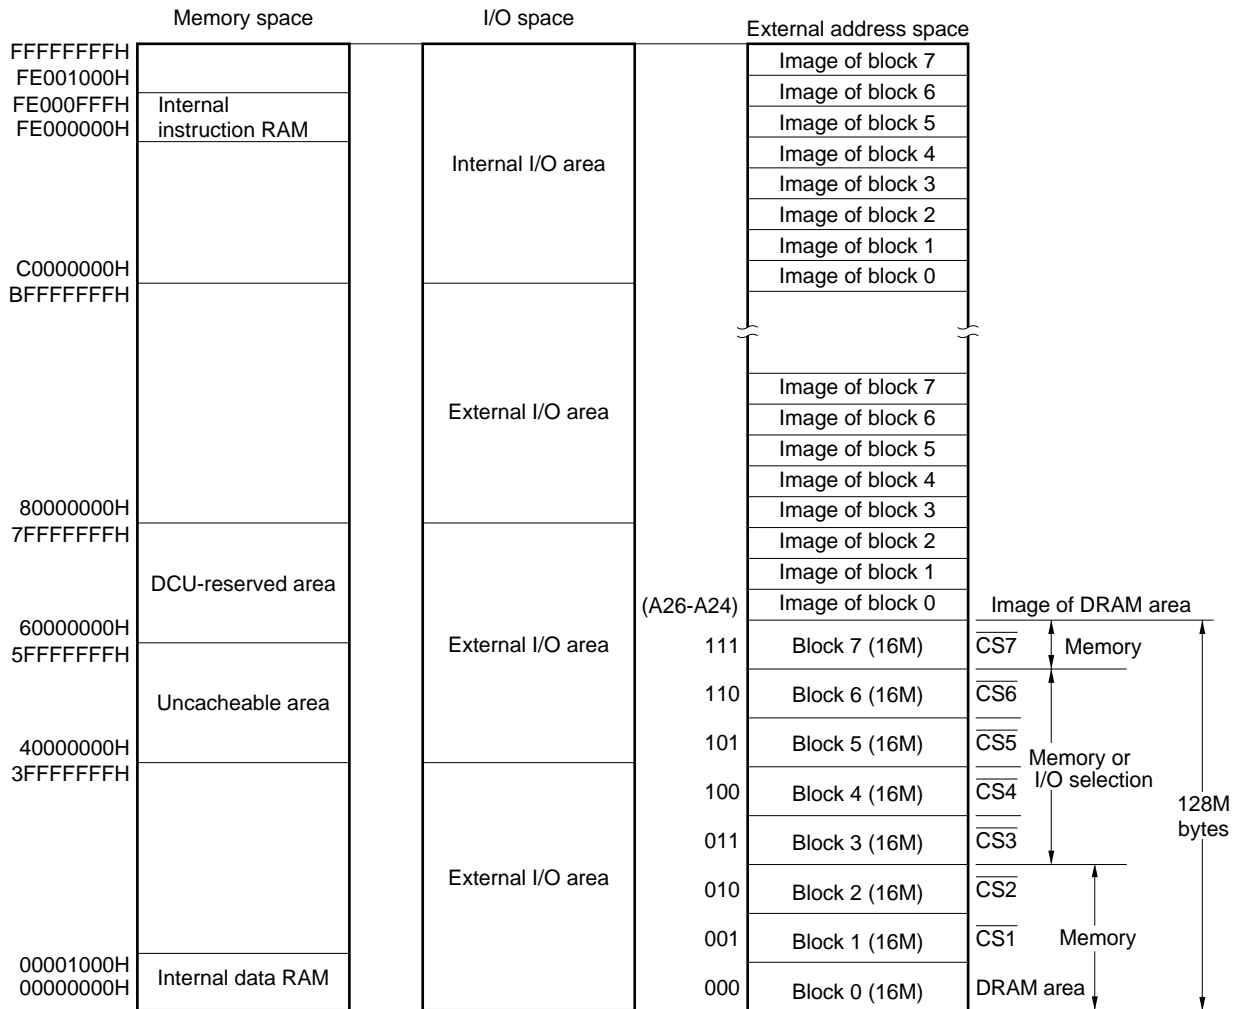 Memory space
I/O space
External address space
FFFFFFFFH
FE001000H
FE000FFFH
FE000000H
Internal
instruction RAM
C0000000H
BFFFFFFFH
80000000H
7FFFFFFFH
DCU-reserved area
60000000H
5FFFFFFFH
Uncacheable area
40000000H
3FFFFFFFH
00001000H
00000000H
Internal data RAM
Internal I/O area
External I/O area
External I/O area
External I/O area
Image of block 7
Image of block 6
Image of block 5
Image of block 4
Image of block 3
Image of block 2
Image of block 1
Image of block 0
Image of block 7
Image of block 6
Image of block 5
Image of block 4
Image of block 3
Image of block 2
Image of block 1
(A26-A24) Image of block 0 Image of DRAM area
111 Block 7 (16M) CS7 Memory
110 Block 6 (16M) CS6
101 Block 5 (16M) CS5
Memory or
I/O selection
100 Block 4 (16M) CS4
128M
bytes
011 Block 3 (16M) CS3
010 Block 2 (16M) CS2
001 Block 1 (16M) CS1 Memory
000 Block 0 (16M) DRAM area